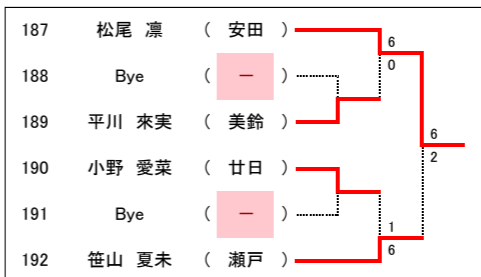 187 松尾 凛 ( 安田 ) 6
0
188 Bye ( ー )
189 平川 來実 ( 美鈴 )
6
2
190 小野 愛菜 ( 廿日 )
191 Bye ( ー )
1
192 笹山 夏未 ( 瀬戸 ) 6